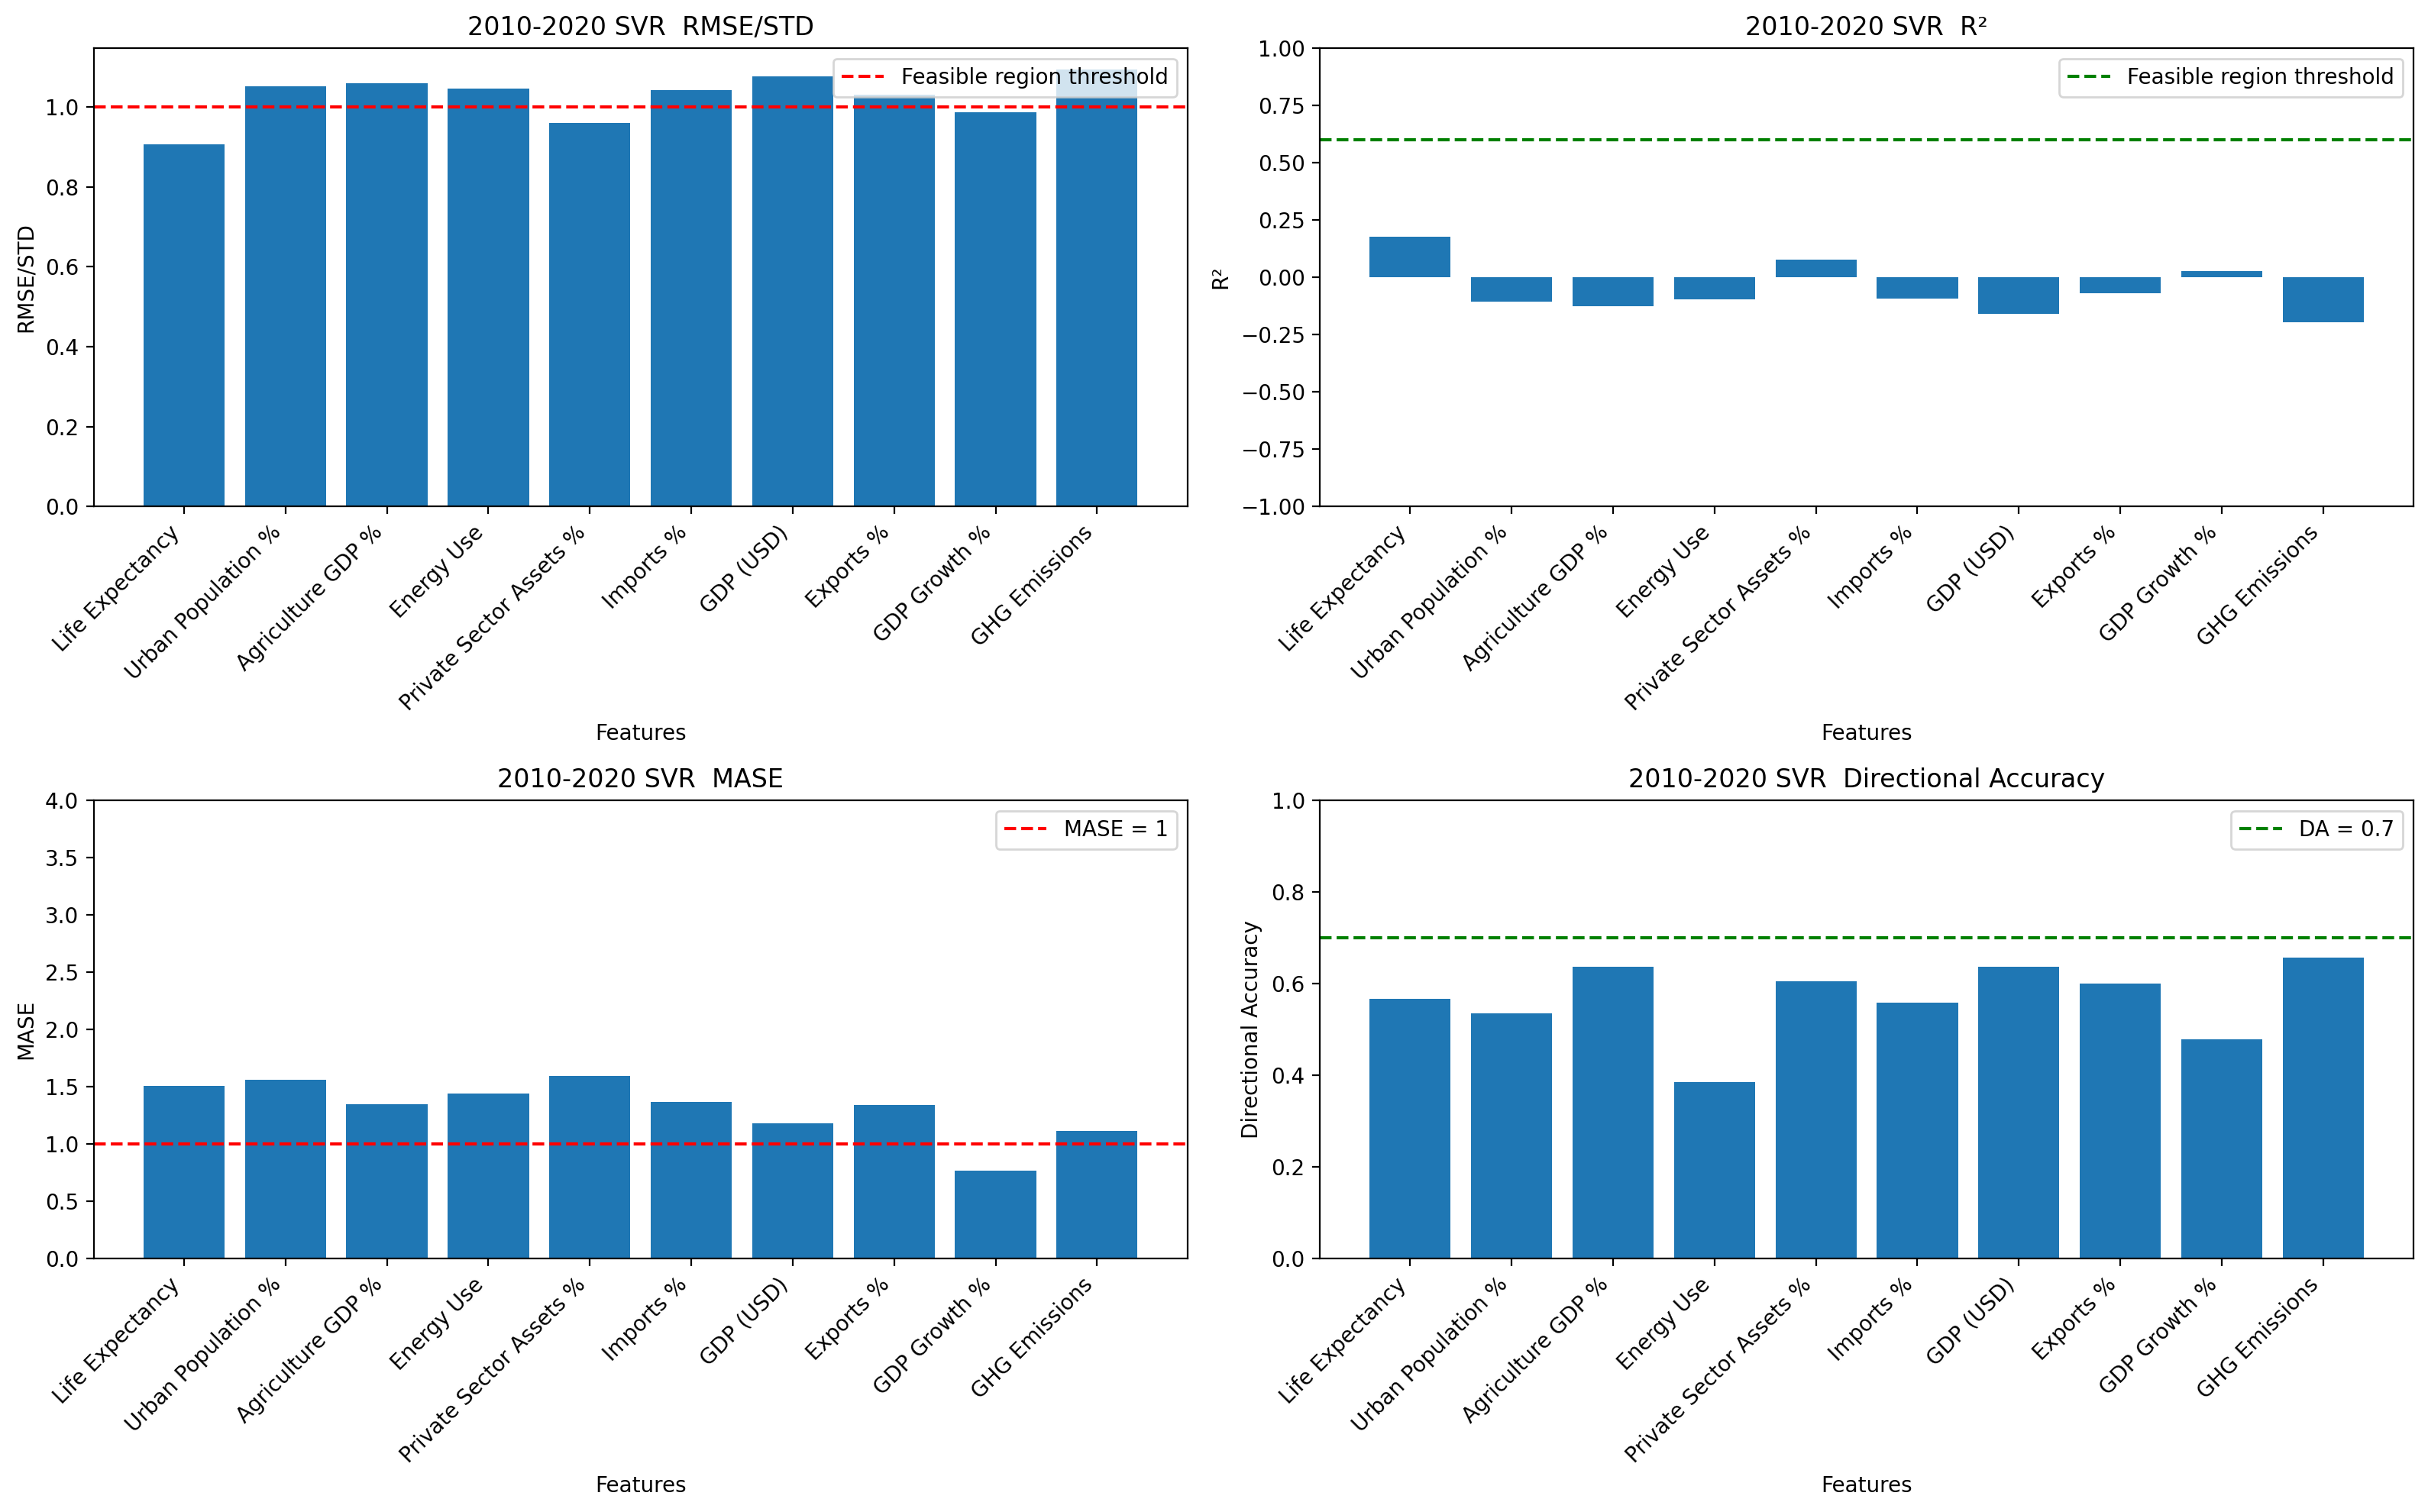 2010-2020 SVR  RMSE/STD
Feasible region threshold
RMSE/STD
1.0
0.8
0.6
0.4
0.2
0.0
Life Expectancy
Urban Population %
Agriculture GDP %
Energy Use
Private Sector Assets %
Imports %
GDP (USD)
Exports %
GDP Growth %
GHG Emissions
Features
2010-2020 SVR  R²
Feasible region threshold
R²
1.00
0.75
0.50
0.25
0.00
−0.25
−0.50
−0.75
−1.00
Life Expectancy
Urban Population %
Agriculture GDP %
Energy Use
Private Sector Assets %
Imports %
GDP (USD)
Exports %
GDP Growth %
GHG Emissions
Features
2010-2020 SVR  MASE
MASE = 1
MASE
4.0
3.5
3.0
2.5
2.0
1.5
1.0
0.5
0.0
Life Expectancy
Urban Population %
Agriculture GDP %
Energy Use
Private Sector Assets %
Imports %
GDP (USD)
Exports %
GDP Growth %
GHG Emissions
Features
2010-2020 SVR  Directional Accuracy
DA = 0.7
Directional Accuracy
1.0
0.8
0.6
0.4
0.2
0.0
Life Expectancy
Urban Population %
Agriculture GDP %
Energy Use
Private Sector Assets %
Imports %
GDP (USD)
Exports %
GDP Growth %
GHG Emissions
Features